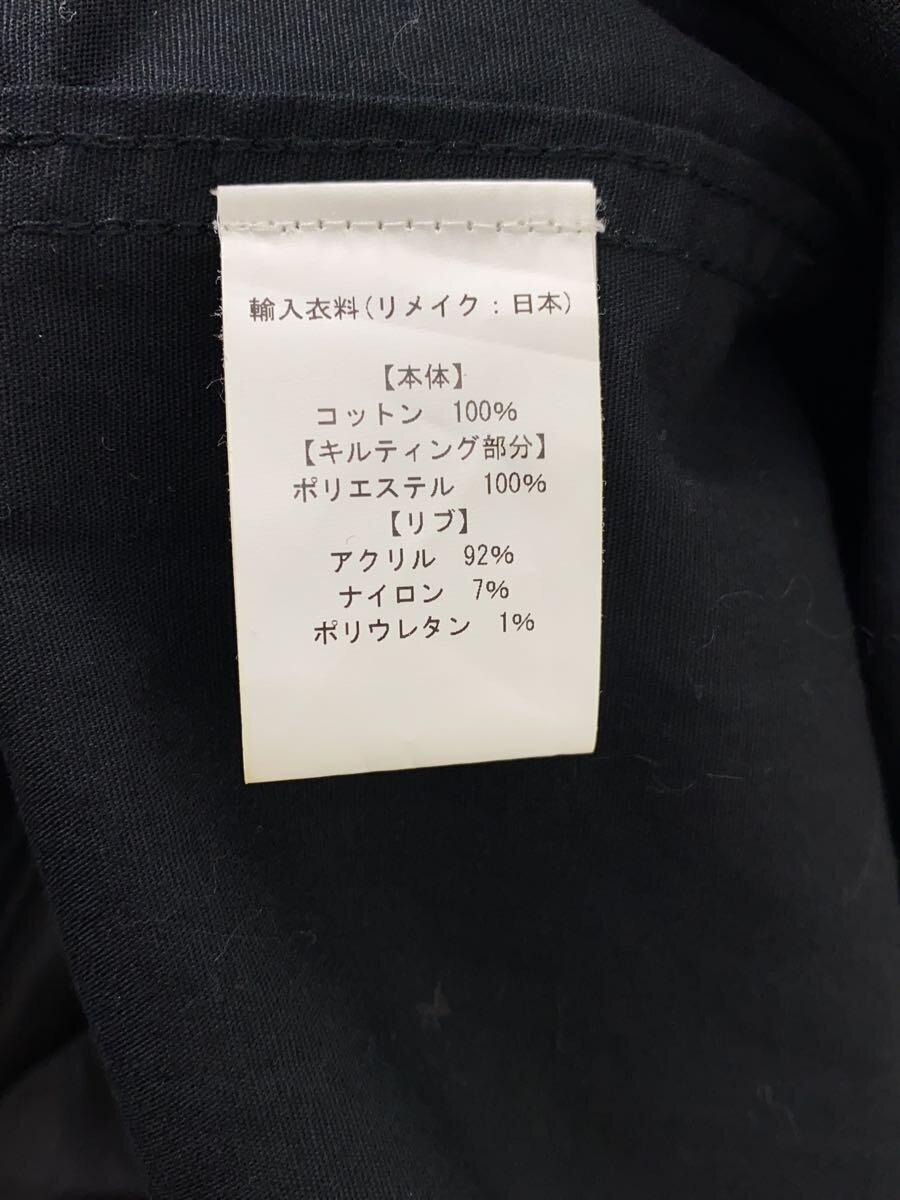 輸入衣料(リメイク:日本)
【本体】
コットン 100%
【キルティング部分】
ポリエステル 100%
【リブ】
アクリル 92%
ナイロン 7%
ポリウレタン 1%